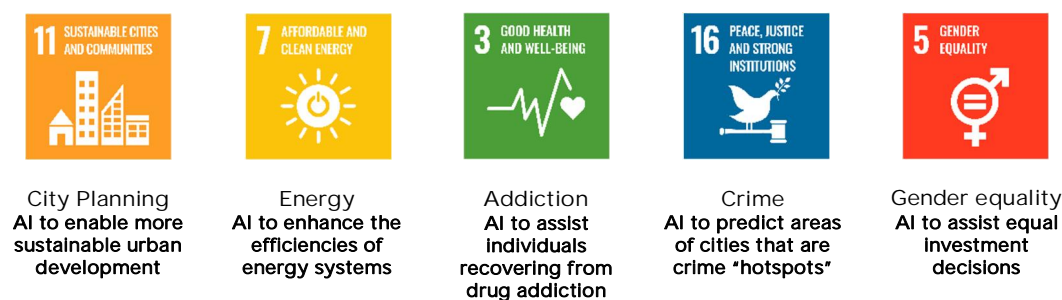 11 SUSTAINABLE CITIES
AND COMMUNITIES
7 AFFORDABLE AND
CLEAN ENERGY
3 GOOD HEALTH
AND WELL-BEING
16 PEACE, JUSTICE
AND STRONG
INSTITUTIONS
5 GENDER
EQUALITY
City Planning
AI to enable more
sustainable urban
development
Energy
AI to enhance the
efficiencies of
energy systems
Addiction
AI to assist
individuals
recovering from
drug addiction
Crime
AI to predict areas
of cities that are
crime “hotspots”
Gender equality
AI to assist equal
investment
decisions